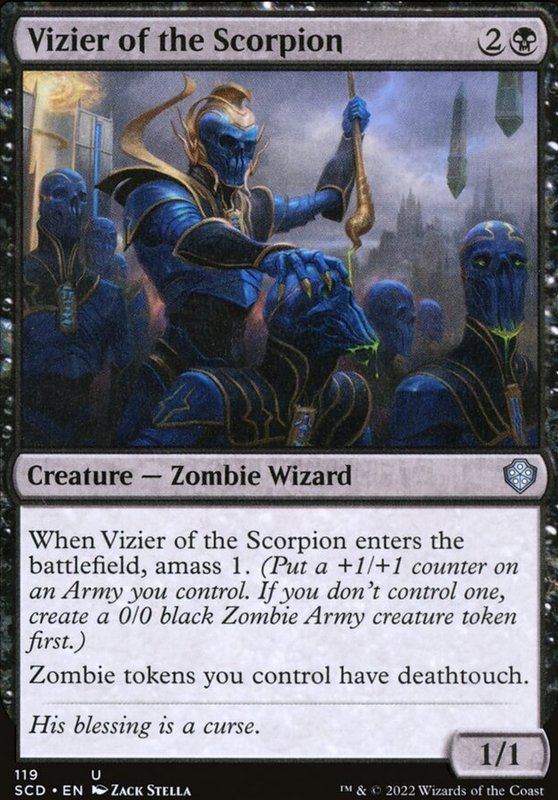 Vizier of the Scorpion 2
Creature — Zombie Wizard
When Vizier of the Scorpion enters the
battlefield, amass 1. (Put a +1/+1 counter on
an Army you control. If you don't control one,
create a 0/0 black Zombie Army creature token
first.)
Zombie tokens you control have deathtouch.
His blessing is a curse.
1/1
119 U
SCD • EN Zack Stella
™ & © 2022 Wizards of the Coast